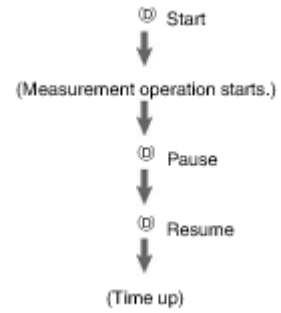 Ⓓ Start
(Measurement operation starts.)
Ⓓ Pause
Ⓓ Resume
(Time up)